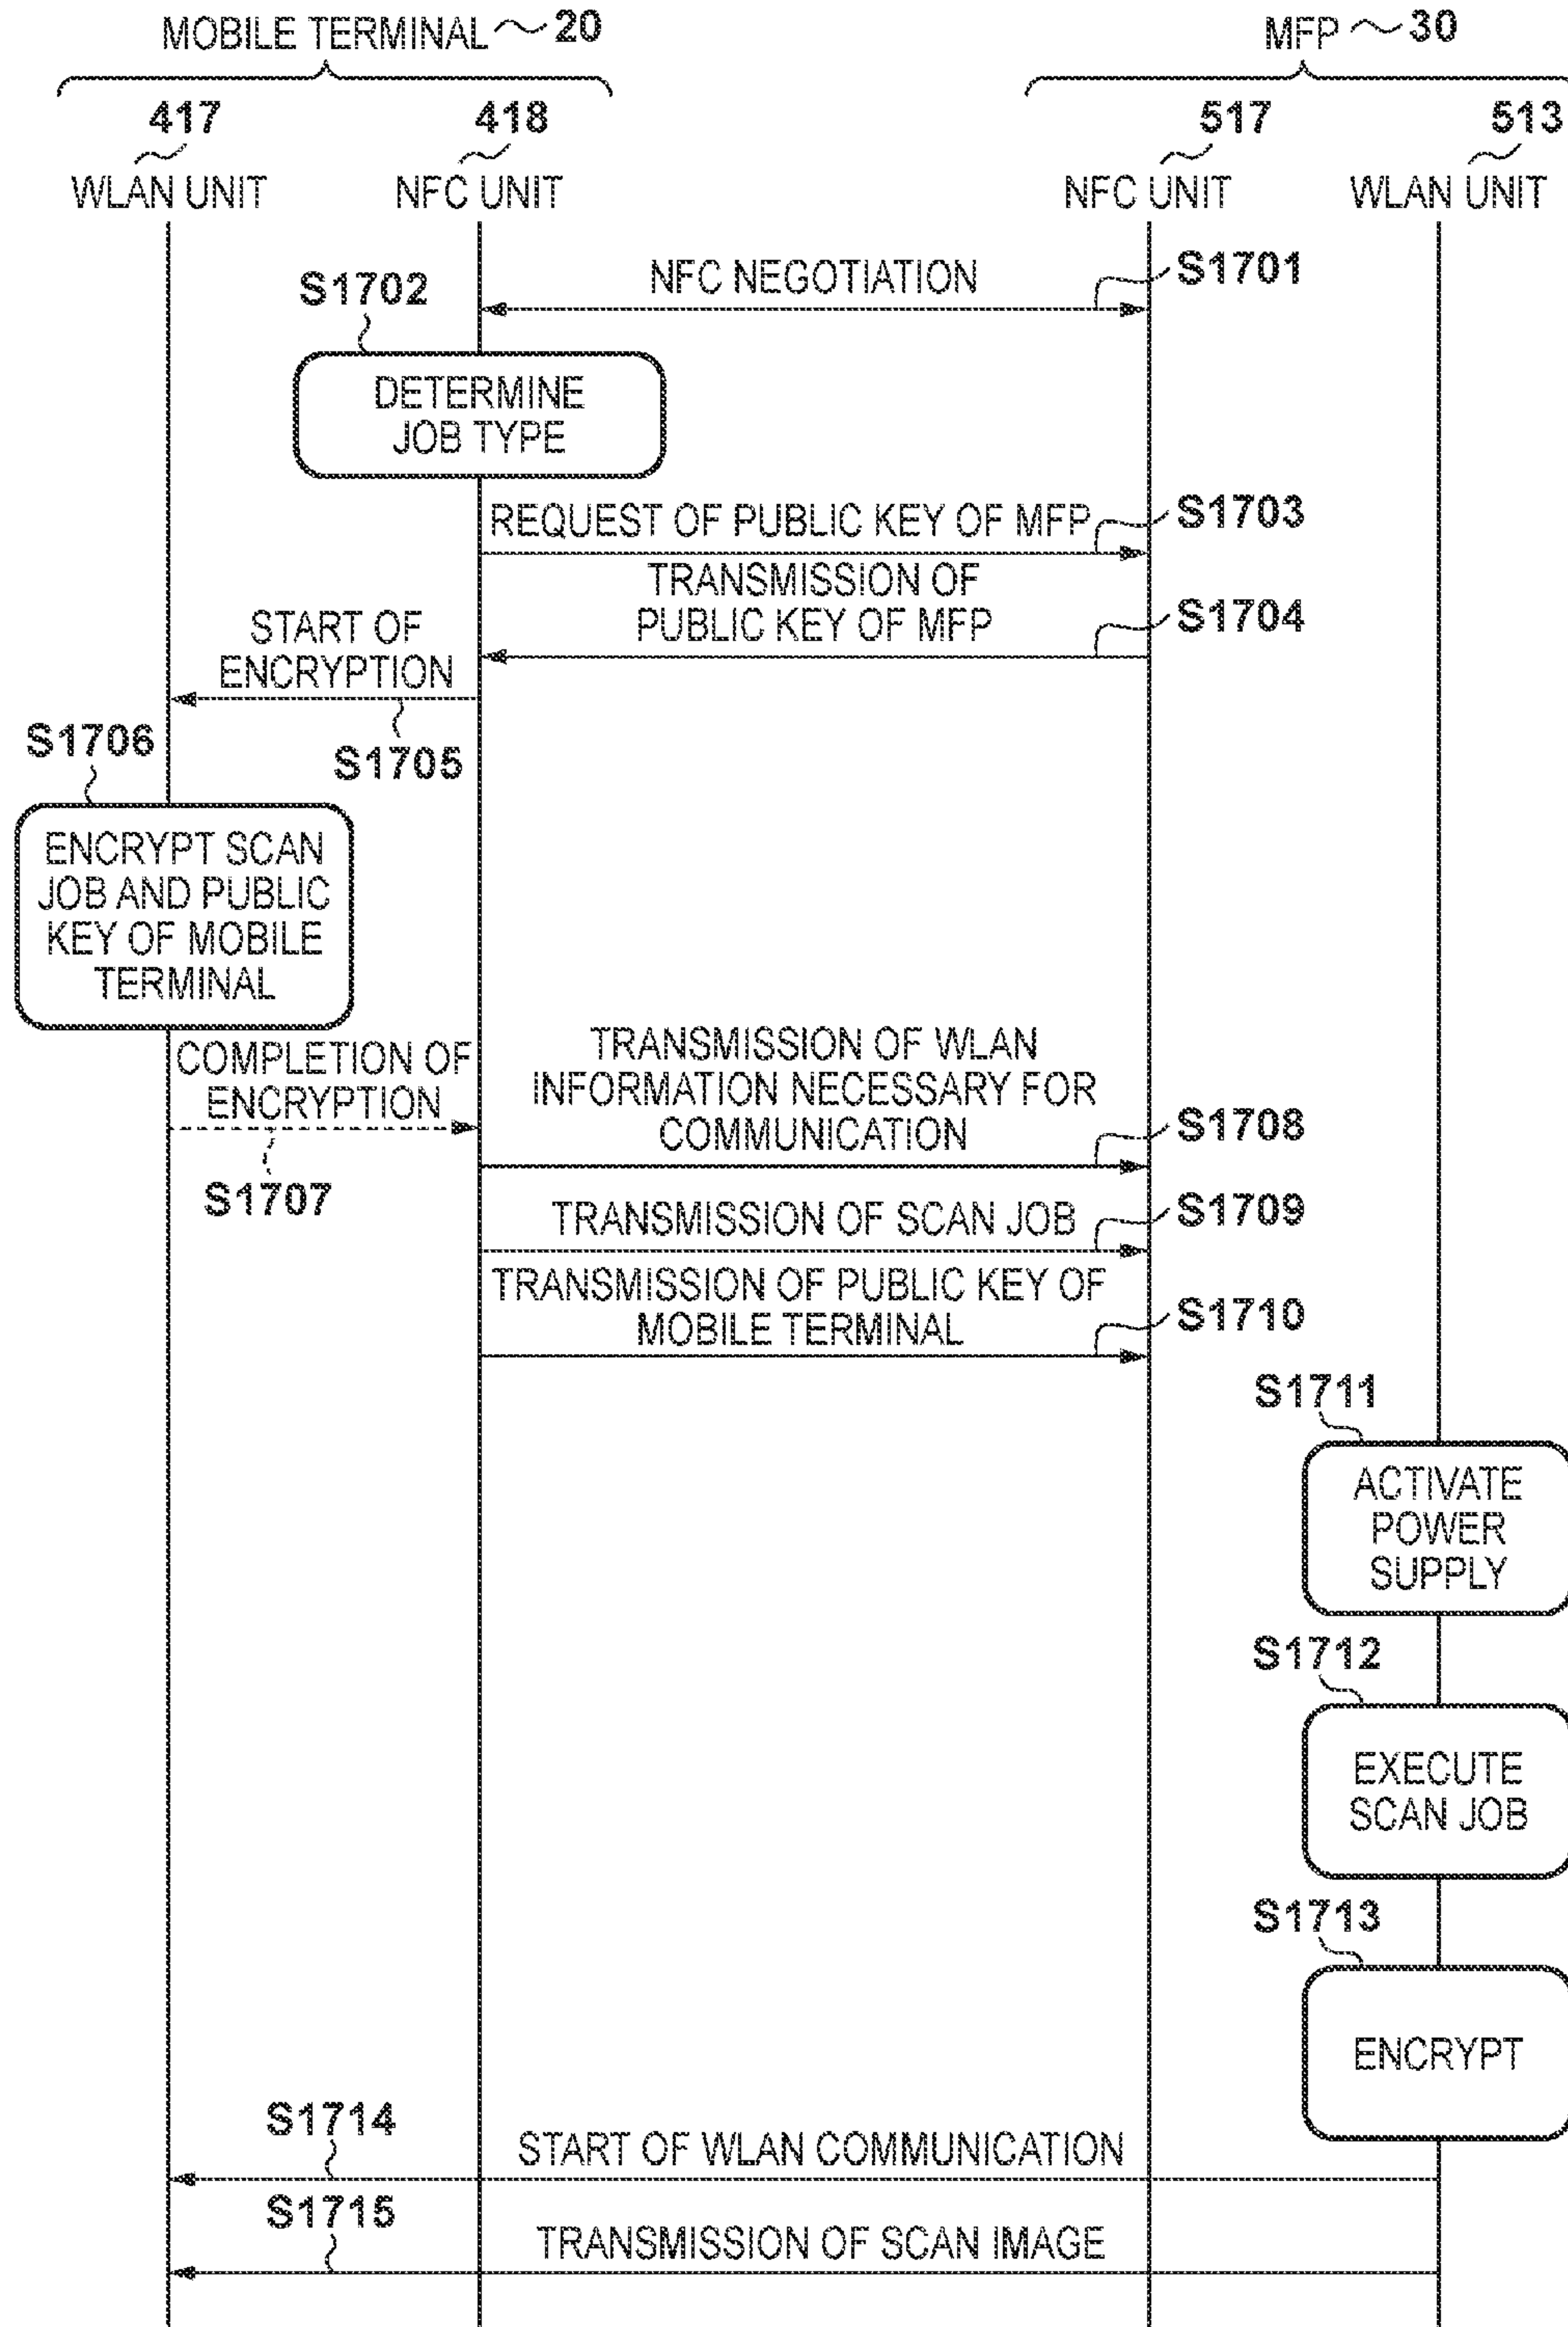 MOBILE TERMINAL 20
MFP 30
417
418
517
513
WLAN UNIT
NFC UNIT
NFC UNIT
WLAN UNIT
NFC NEGOTIATION
S1701
S1702
DETERMINE
JOB TYPE
REQUEST OF PUBLIC KEY OF MFP
S1703
TRANSMISSION OF
PUBLIC KEY OF MFP
S1704
START OF
ENCRYPTION
S1705
S1706
ENCRYPT SCAN
JOB AND PUBLIC
KEY OF MOBILE
TERMINAL
COMPLETION OF
ENCRYPTION
S1707
TRANSMISSION OF WLAN
INFORMATION NECESSARY FOR
COMMUNICATION
S1708
TRANSMISSION OF SCAN JOB
S1709
TRANSMISSION OF PUBLIC KEY OF
MOBILE TERMINAL
S1710
S1711
ACTIVATE
POWER
SUPPLY
S1712
EXECUTE
SCAN JOB
S1713
ENCRYPT
S1714
START OF WLAN COMMUNICATION
S1715
TRANSMISSION OF SCAN IMAGE